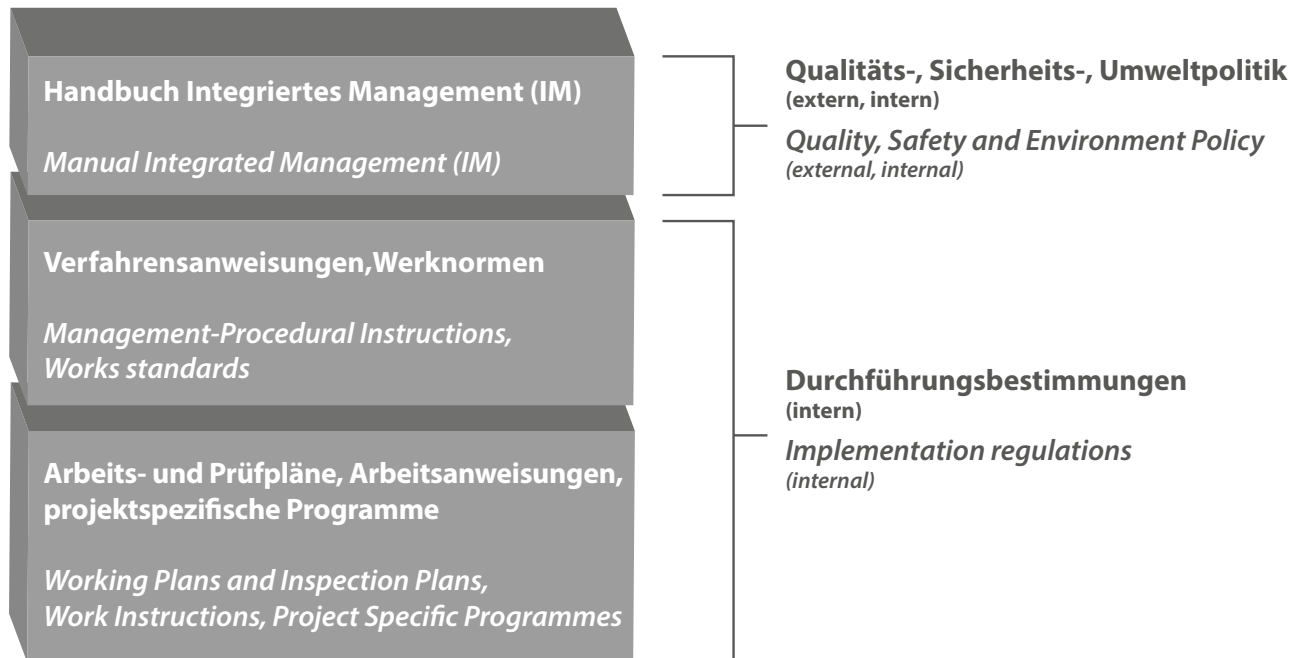 Handbuch Integriertes Management (IM)
Manual Integrated Management (IM)
Qualitäts-, Sicherheits-, Umweltpolitik
(extern, intern)
Quality, Safety and Environment Policy
(external, internal)
Verfahrensanweisungen,Werknormen
Management-Procedural Instructions,
Works standards
Arbeits- und Prüfpläne, Arbeitsanweisungen,
projektspezifische Programme
Working Plans and Inspection Plans,
Work Instructions, Project Specific Programmes
Durchführungsbestimmungen
(intern)
Implementation regulations
(internal)